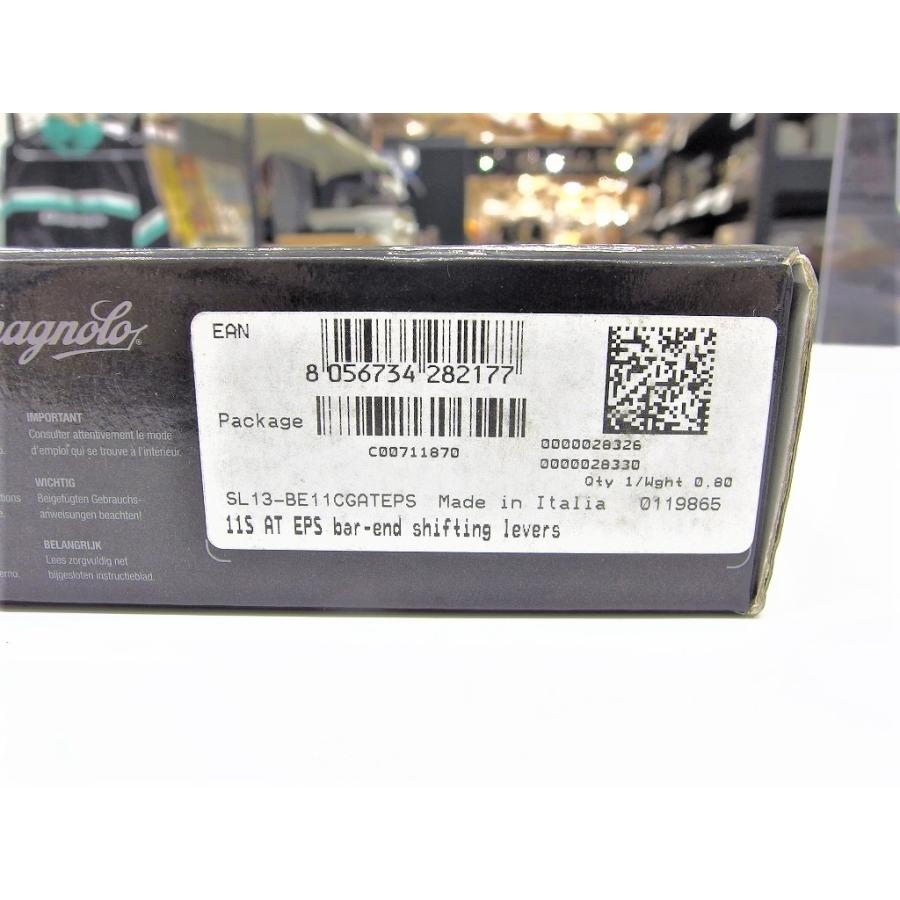 magnolo
IMPORTANT
Consulter attentivement le mode
d'emploi qui se trouve à l'interieur.
WICHTIG
Beigefügten Gebrauchs-
anweisungen beachten!
BELANGRIJK
Lees zorgvuldig net
bijgesloten instructieblad.
EAN
8 056734 282177
Package
C00711870
0000028326
0000028330
Qty 1/Wght 0.80
SL13-BE11CGATEPS Made in Italia 0119865
11S AT EPS bar-end shifting levers